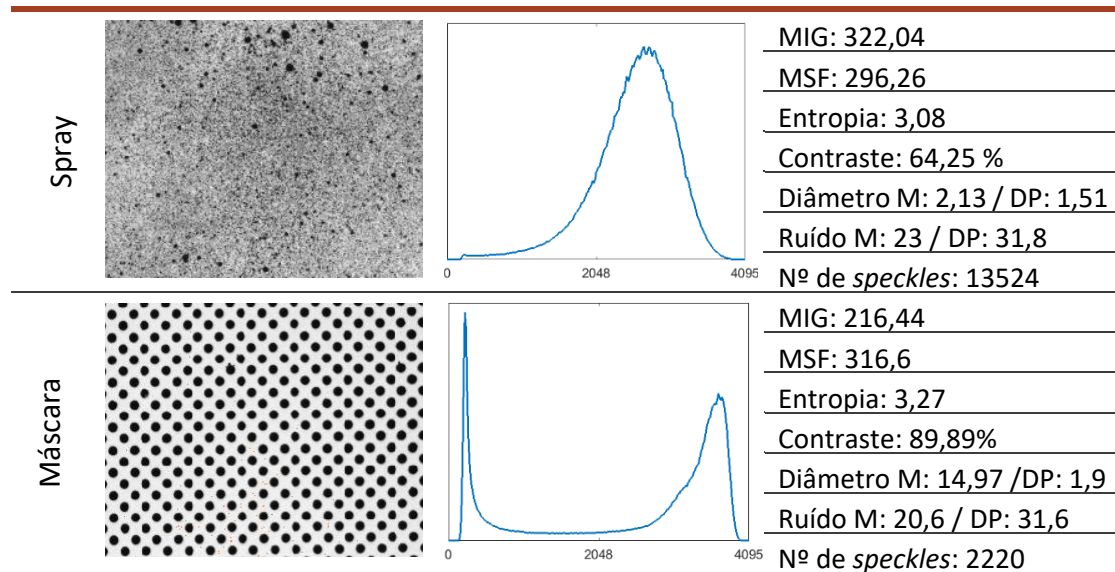 Spray
0 2048 4095
MIG: 322,04
MSF: 296,26
Entropia: 3,08
Contraste: 64,25 %
Diâmetro M: 2,13 / DP: 1,51
Ruído M: 23 / DP: 31,8
Nº de speckles: 13524
Máscara
0 2048 4095
MIG: 216,44
MSF: 316,6
Entropia: 3,27
Contraste: 89,89%
Diâmetro M: 14,97 /DP: 1,9
Ruído M: 20,6 / DP: 31,6
Nº de speckles: 2220